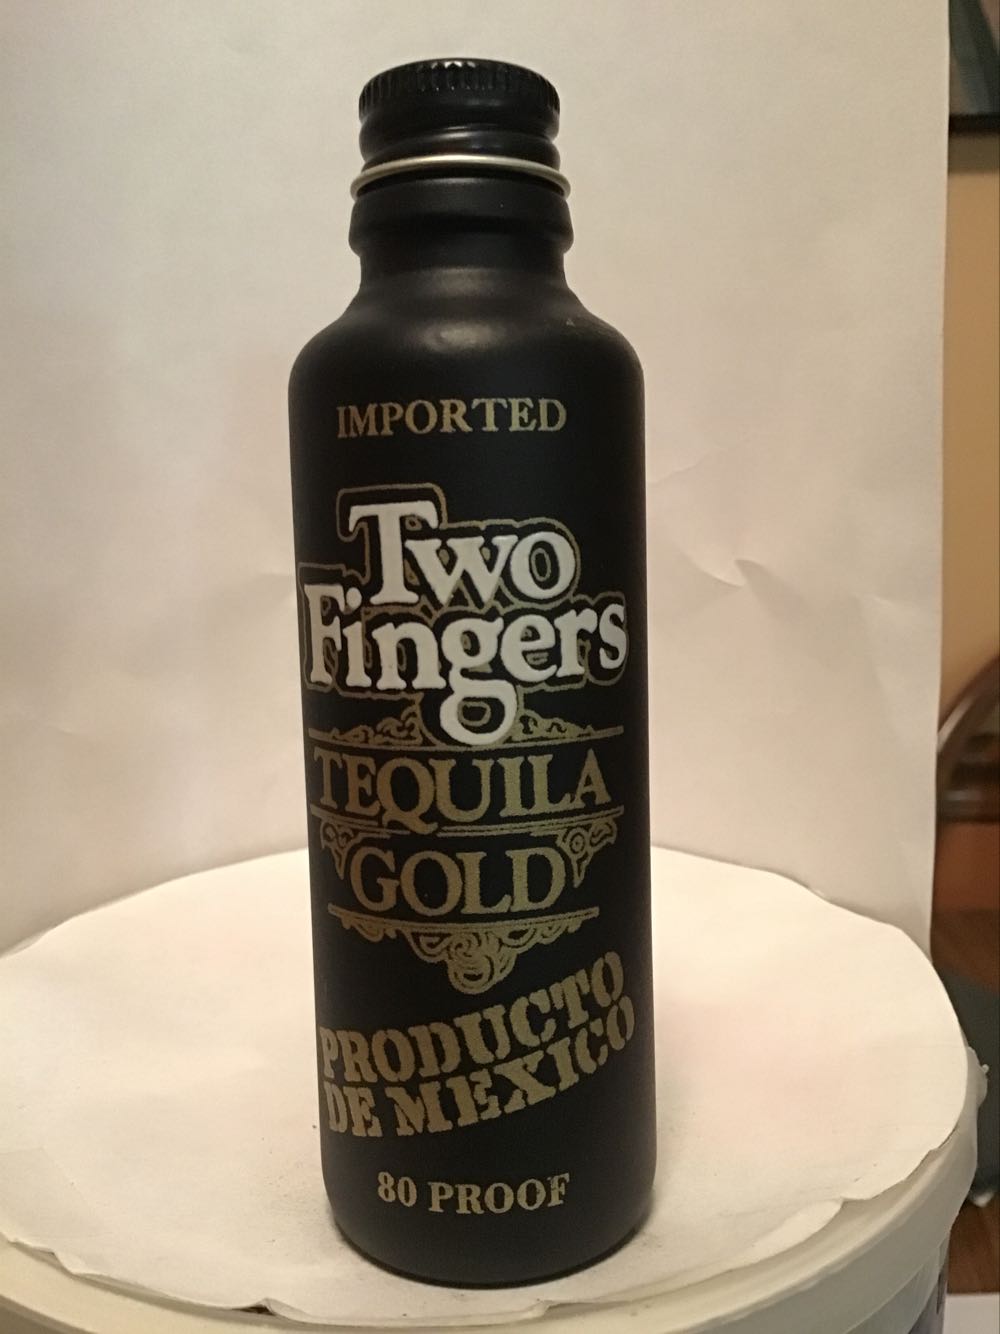 IMPORTED
Two
Fingers
TEQUILA
GOLD
PRODUCTO
DE MEXICO
80 PROOF